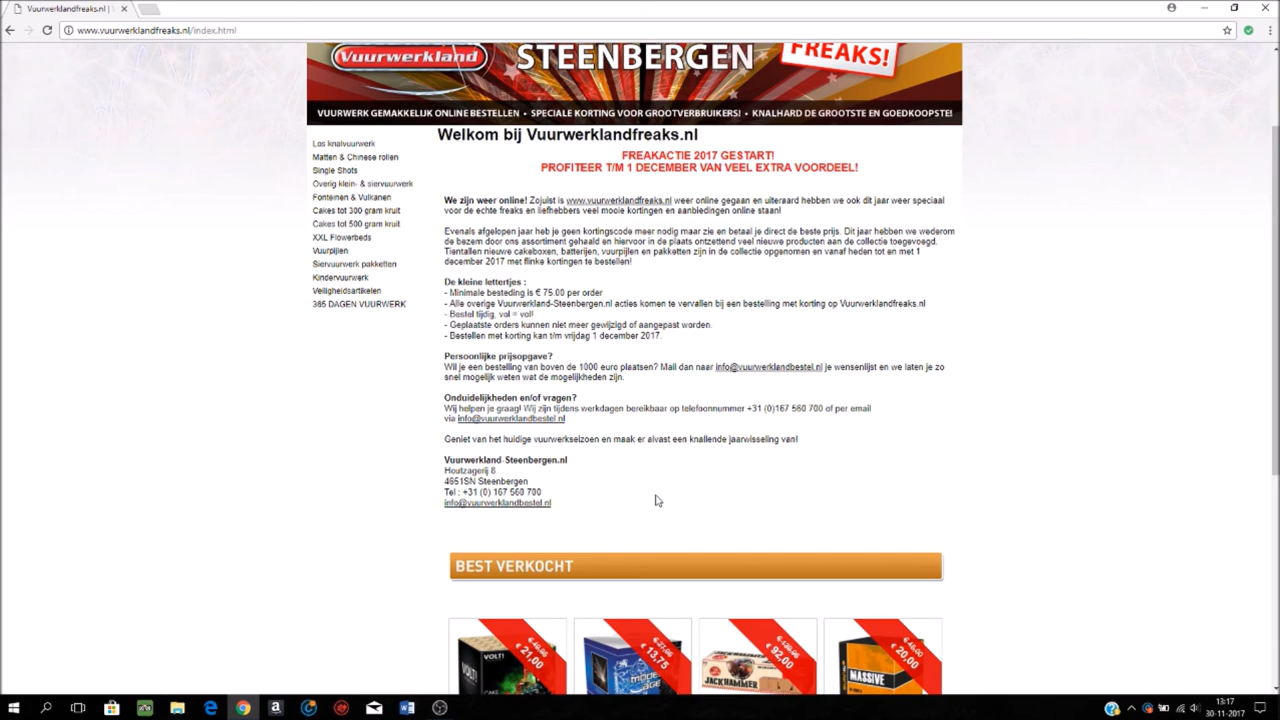 Vuurwerklandfreaks.nl |
www.vuurwerklandfreaks.nl/index.html
Vuurwerkland
STEENBERGEN
FREAKS!
VUURWERK GEMAKKELIJK ONLINE BESTELLEN • SPECIALE KORTING VOOR GROOTVERBRUIKERS! • KNALHARD DE GROOTSTE EN GOEDKOOPSTE!
Los knalvuurwerk
Matten & Chinese rollen
Single Shots
Overig klein- & siervuurwerk
Fonteinen & Vulkanen
Cakes tot 300 gram kruit
Cakes tot 500 gram kruit
XXL Flowerbeds
Vuurpijlen
Siervuurwerk pakketten
Kindervuurwerk
Veiligheidsartikelen
365 DAGEN VUURWERK
Welkom bij Vuurwerklandfreaks.nl
FREAKACTIE 2017 GESTART!
PROFITEER T/M 1 DECEMBER VAN VEEL EXTRA VOORDEEL!
We zijn weer online! Zojuist is www.vuurwerklandfreaks.nl weer online gegaan en uiteraard hebben we ook dit jaar weer speciaal
voor de echte freaks en liefhebbers veel mooie kortingen en aanbiedingen online staan!
Evenals afgelopen jaar heb je geen kortingscode meer nodig maar zie en betaal je direct de beste prijs. Dit jaar hebben we wederom
de bezem door ons assortiment gehaald en hiervoor in de plaats ontzettend veel nieuwe producten aan de collectie toegevoegd.
Tientallen nieuwe cakeboxen, batterijen, vuurpijlen en pakketten zijn in de collectie opgenomen en vanaf heden tot en met 1
december 2017 met flinke kortingen te bestellen!
De kleine lettertjes :
- Minimale besteding is € 75.00 per order
- Alle overige Vuurwerkland-Steenbergen.nl acties komen te vervallen bij een bestelling met korting op Vuurwerklandfreaks.nl
- Bestel tijdig, vol = vol!
- Geplaatste orders kunnen niet meer gewijzigd of aangepast worden.
- Bestellen met korting kan t/m vrijdag 1 december 2017.
Persoonlijke prijsopgave?
Wil je een bestelling van boven de 1000 euro plaatsen? Mail dan naar info@vuurwerklandbestel.nl je wensenlijst en we laten je zo
snel mogelijk weten wat de mogelijkheden zijn.
Onduidelijkheden en/of vragen?
Wij helpen je graag! Wij zijn tijdens werkdagen bereikbaar op telefoonnummer +31 (0)167 560 700 of per email
via info@vuurwerklandbestel.nl
Geniet van het huidige vuurwerkseizoen en maak er alvast een knallende jaarwisseling van!
Vuurwerkland-Steenbergen.nl
Houtzagerij 8
4651SN Steenbergen
Tel : +31 (0) 167 560 700
info@vuurwerklandbestel.nl
BEST VERKOCHT
€ 21,00
VOLT!
€ 13,75
€ 92,00
JACKHAMMER
€ 20,00
MASSIVE
13:17
30-11-2017